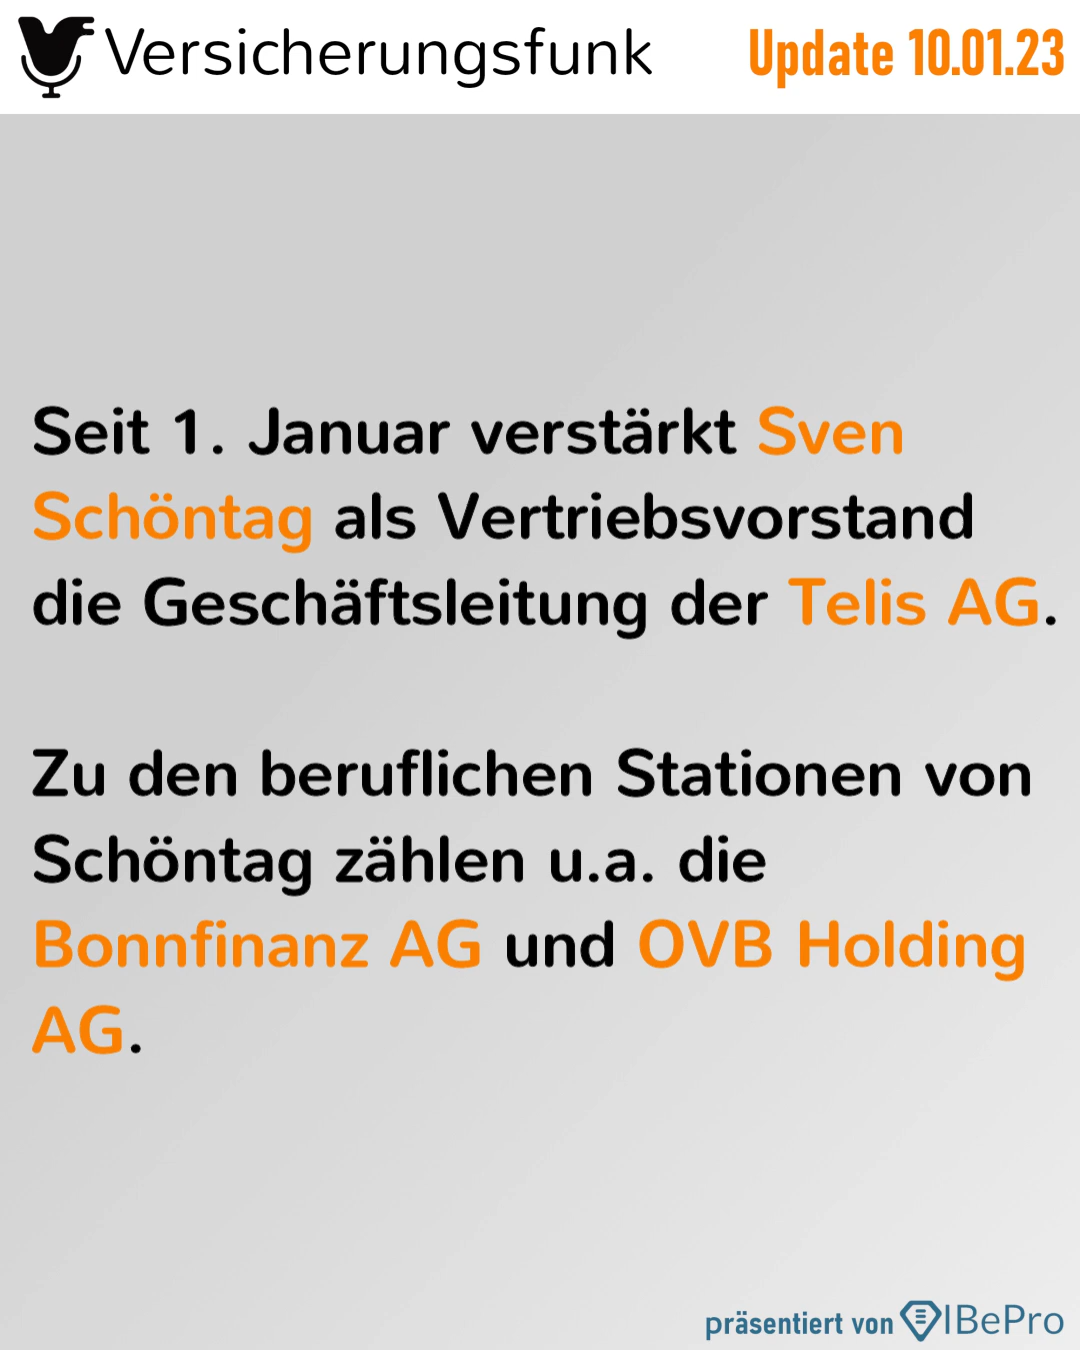 Versicherungsfunk
Update 10.01.23
Seit 1. Januar verstärkt Sven
Schöntag als Vertriebsvorstand
die Geschäftsleitung der Telis AG.
Zu den beruflichen Stationen von
Schöntag zählen u.a. die
Bonnfinanz AG und OVB Holding
AG.
präsentiert von IBePro